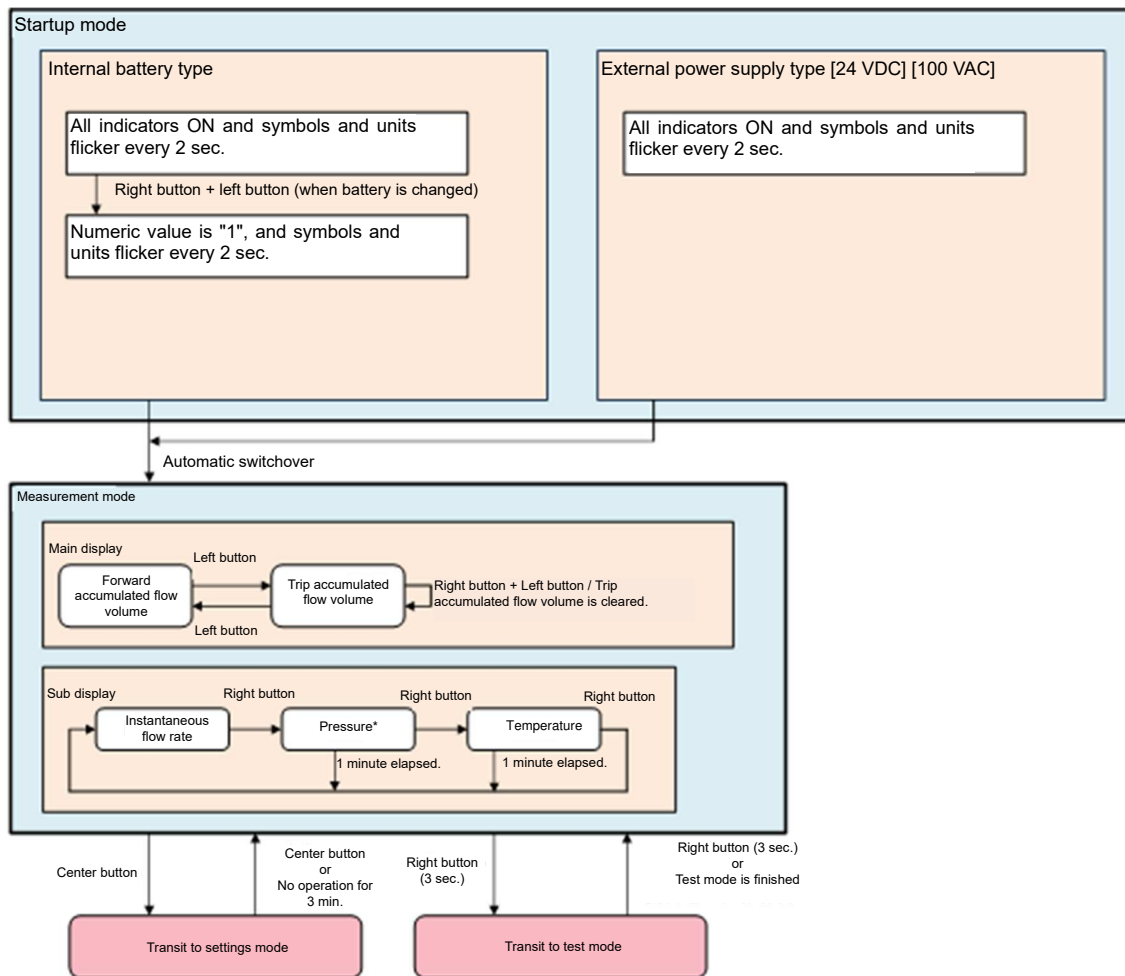 Startup mode
Internal battery type
All indicators ON and symbols and units
flicker every 2 sec.
Right button + left button (when battery is changed)
Numeric value is "1", and symbols and
units flicker every 2 sec.
External power supply type [24 VDC] [100 VAC]
All indicators ON and symbols and units
flicker every 2 sec.
Automatic switchover
Measurement mode
Main display
Forward
accumulated flow
volume
Left button
Left button
Trip accumulated
flow volume
Right button + Left button / Trip
accumulated flow volume is cleared.
Sub display
Instantaneous
flow rate
Right button
Pressure*
1 minute elapsed.
Right button
Temperature
1 minute elapsed.
Right button
Center button
Center button
or
No operation for
3 min.
Right button
(3 sec.)
Right button (3 sec.)
or
Test mode is finished
Transit to settings mode
Transit to test mode